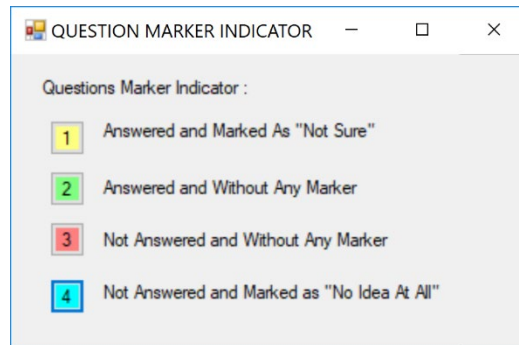 QUESTION MARKER INDICATOR
Questions Marker Indicator :
1 Answered and Marked As "Not Sure"
2 Answered and Without Any Marker
3 Not Answered and Without Any Marker
4 Not Answered and Marked as "No Idea At All"